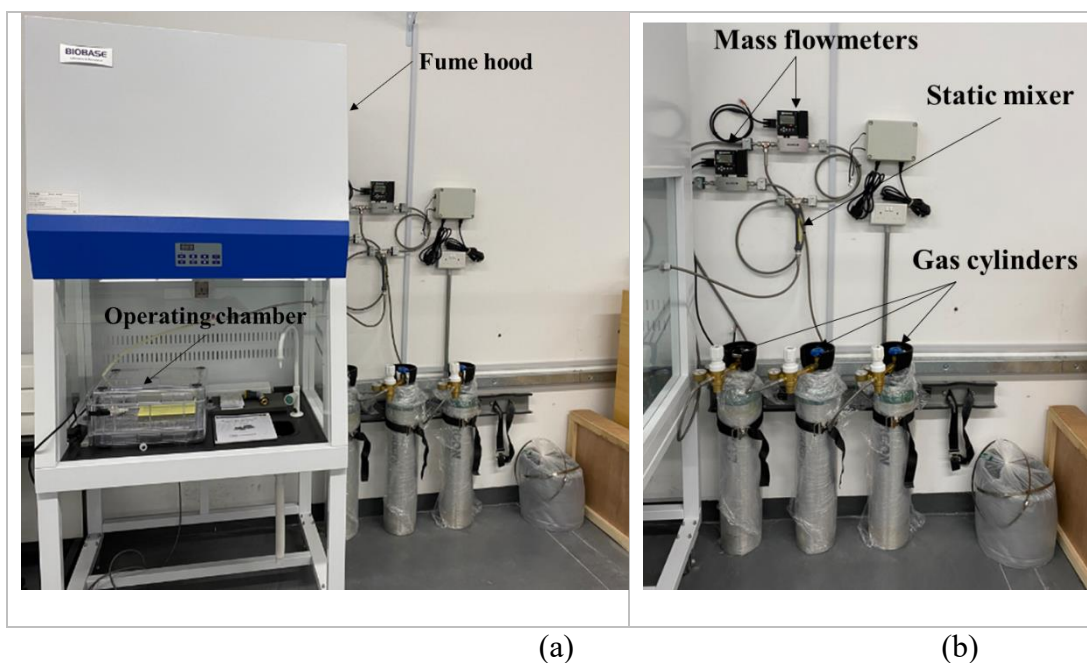 BIOBASE
Fume hood
Operating chamber
Mass flowmeters
Static mixer
Gas cylinders
(a)
(b)